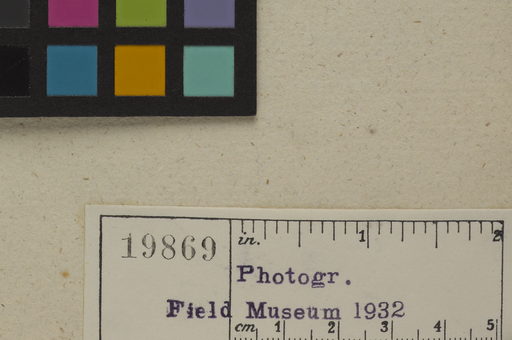 19869
in. 1 2
Photogr.
Field Museum 1932
cm 1 2 3 4 5